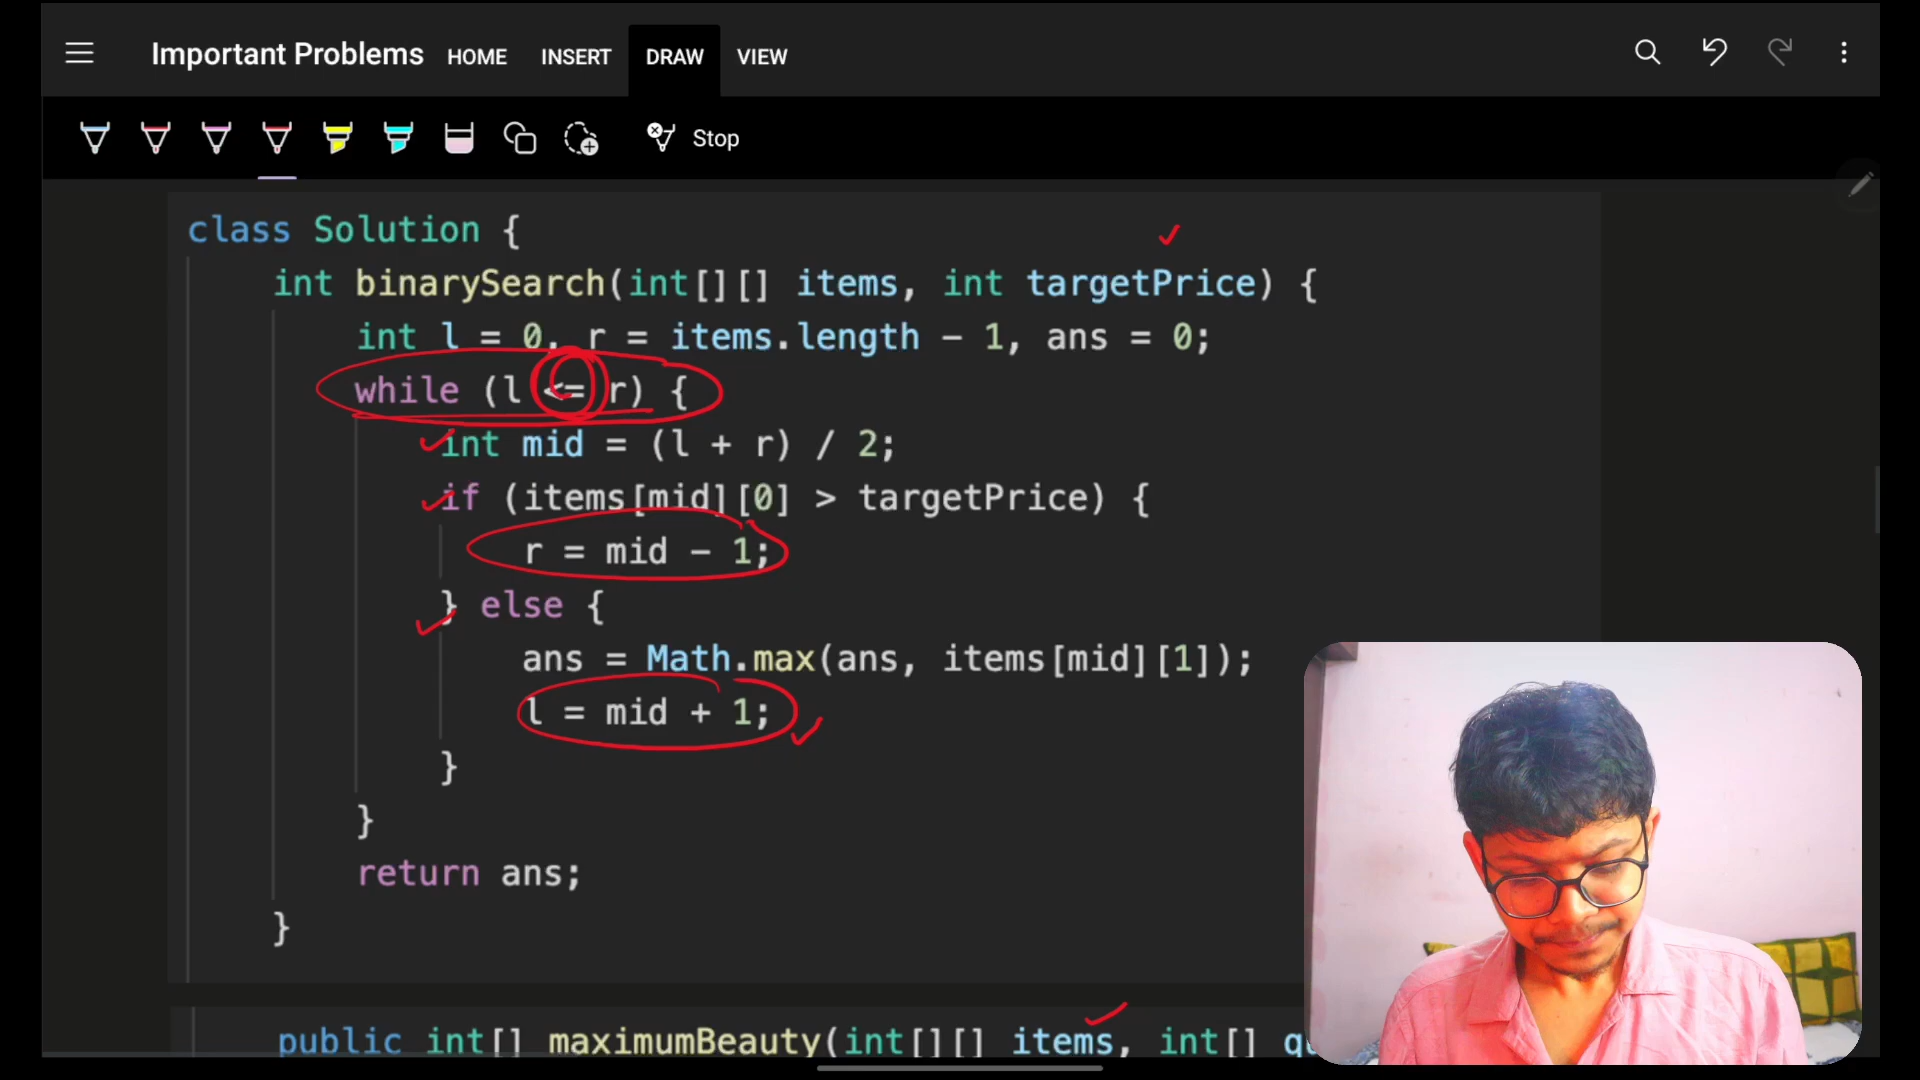 Important Problems HOME INSERT DRAW VIEW
Stop
class Solution {
int binarySearch(int[][] items, int targetPrice) {
int l = 0, r = items.length - 1, ans = 0;
while (l <= r) {
int mid = (l + r) / 2;
if (items[mid][0] > targetPrice) {
r = mid - 1;
} else {
ans = Math.max(ans, items[mid][1]);
l = mid + 1;
}
}
return ans;
}
public int[] maximumBeauty(int[][] items, int[]